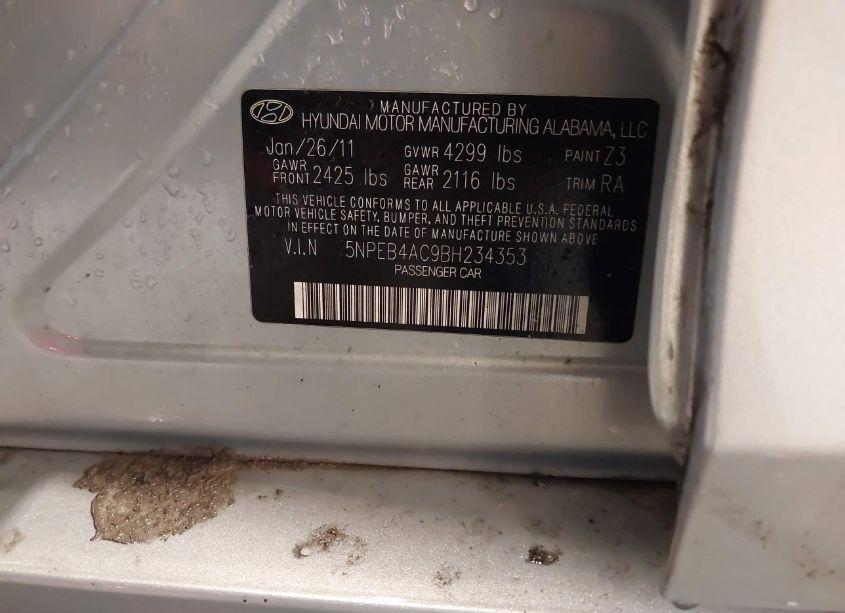 MANUFACTURED BY
HYUNDAI MOTOR MANUFACTURING ALABAMA, LLC
Jan/26/11 GVWR 4299 lbs PAINT Z3
GAWR FRONT 2425 lbs GAWR REAR 2116 lbs TRIM RA
THIS VEHICLE CONFORMS TO ALL APPLICABLE U.S.A. FEDERAL
MOTOR VEHICLE SAFETY, BUMPER, AND THEFT PREVENTION STANDARDS
IN EFFECT ON THE DATE OF MANUFACTURE SHOWN ABOVE
V.I.N 5NPEB4AC9BH234353
PASSENGER CAR